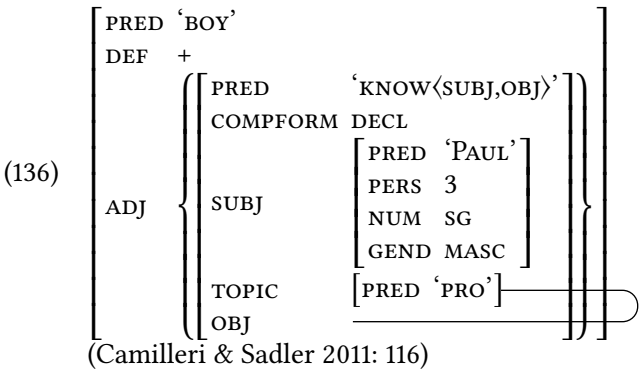 PRED ‘BOY’
DEF +
PRED ‘KNOW⟨SUBJ,OBJ⟩’
COMPFORM DECL
PRED ‘PAUL’
PERS 3
(136)
ADJ SUBJ
NUM SG
GEND MASC
TOPIC [PRED ‘PRO’]
OBJ
(Camilleri & Sadler 2011: 116)